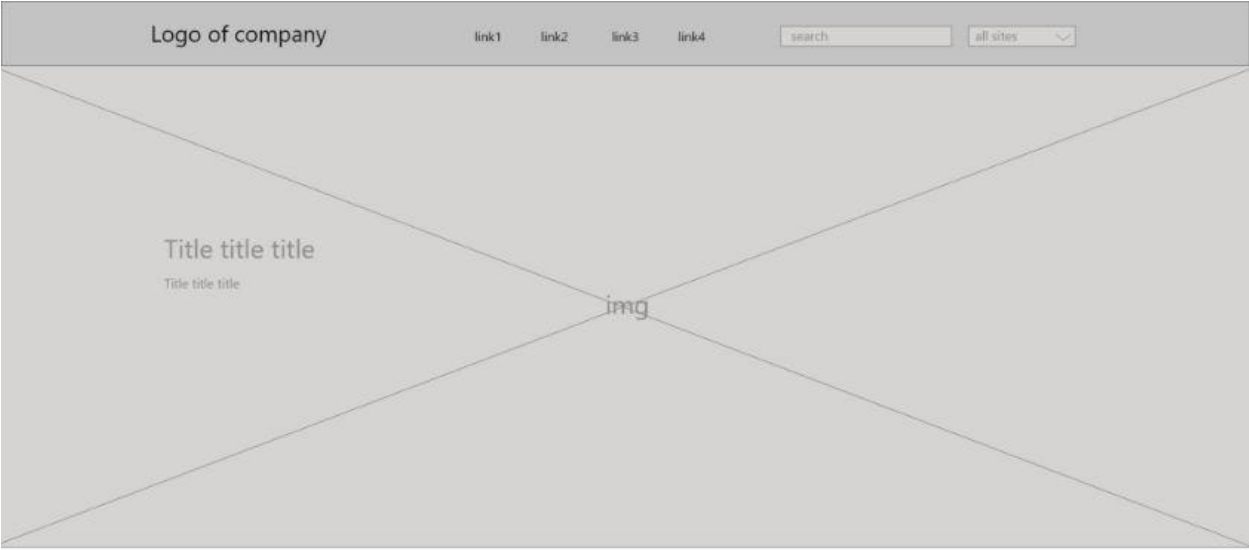 Logo of company
link1
link2
link3
link4
search
all sites
Title title title
Title title title
img